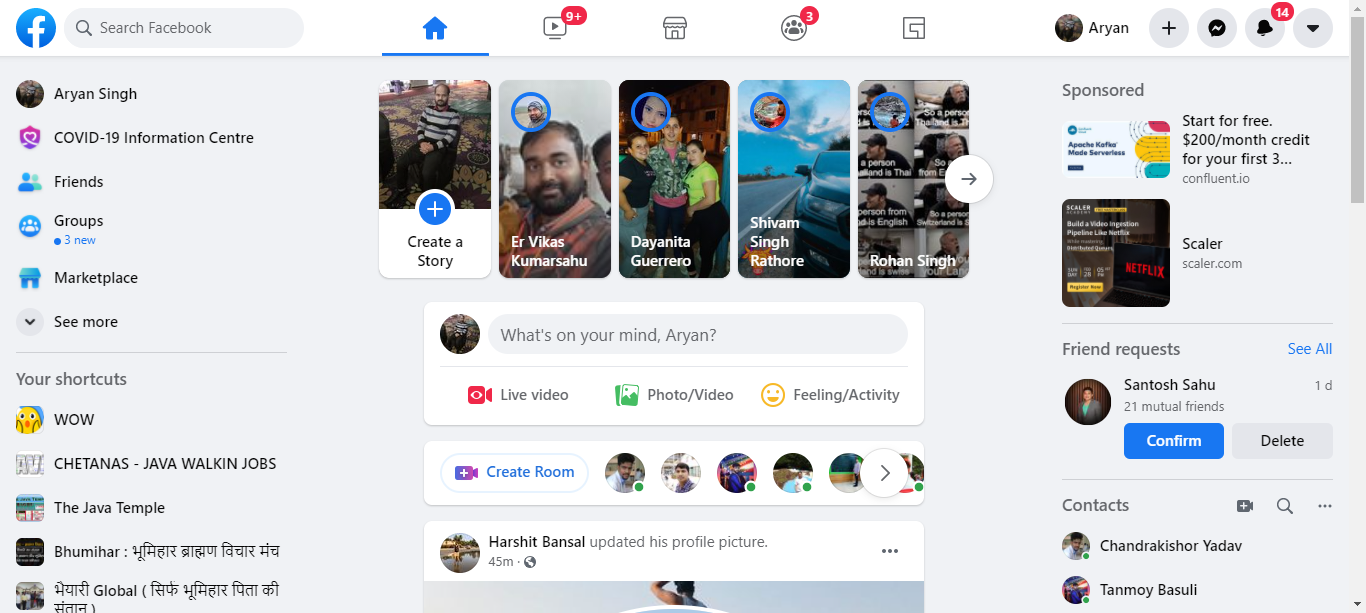 Search Facebook
9+
3
Aryan
14
Aryan Singh
COVID-19 Information Centre
Friends
Groups
3 new
Marketplace
See more
Your shortcuts
WOW
CHETANAS - JAVA WALKIN JOBS
The Java Temple
Bhumihar : भूमिहार ब्राह्मण विचार मंच
भैयारी Global ( सिर्फ भूमिहार पिता की
संतान )
Create a
Story
Er Vikas
Kumarsahu
Dayanita
Guerrero
Shivam
Singh
Rathore
Rohan Singh
What's on your mind, Aryan?
Live video
Photo/Video
Feeling/Activity
Create Room
Harshit Bansal updated his profile picture.
45m ·
Sponsored
Apache Kafka
Made Serverless
Start for free.
$200/month credit
for your first 3...
confluent.io
SCALER
Build a Video Ingestion
Pipeline Like Netflix
Distributed Queues
NETFLIX
Register Now
Scaler
scaler.com
Friend requests
See All
Santosh Sahu
1 d
21 mutual friends
Confirm
Delete
Contacts
Chandrakishor Yadav
Tanmoy Basuli